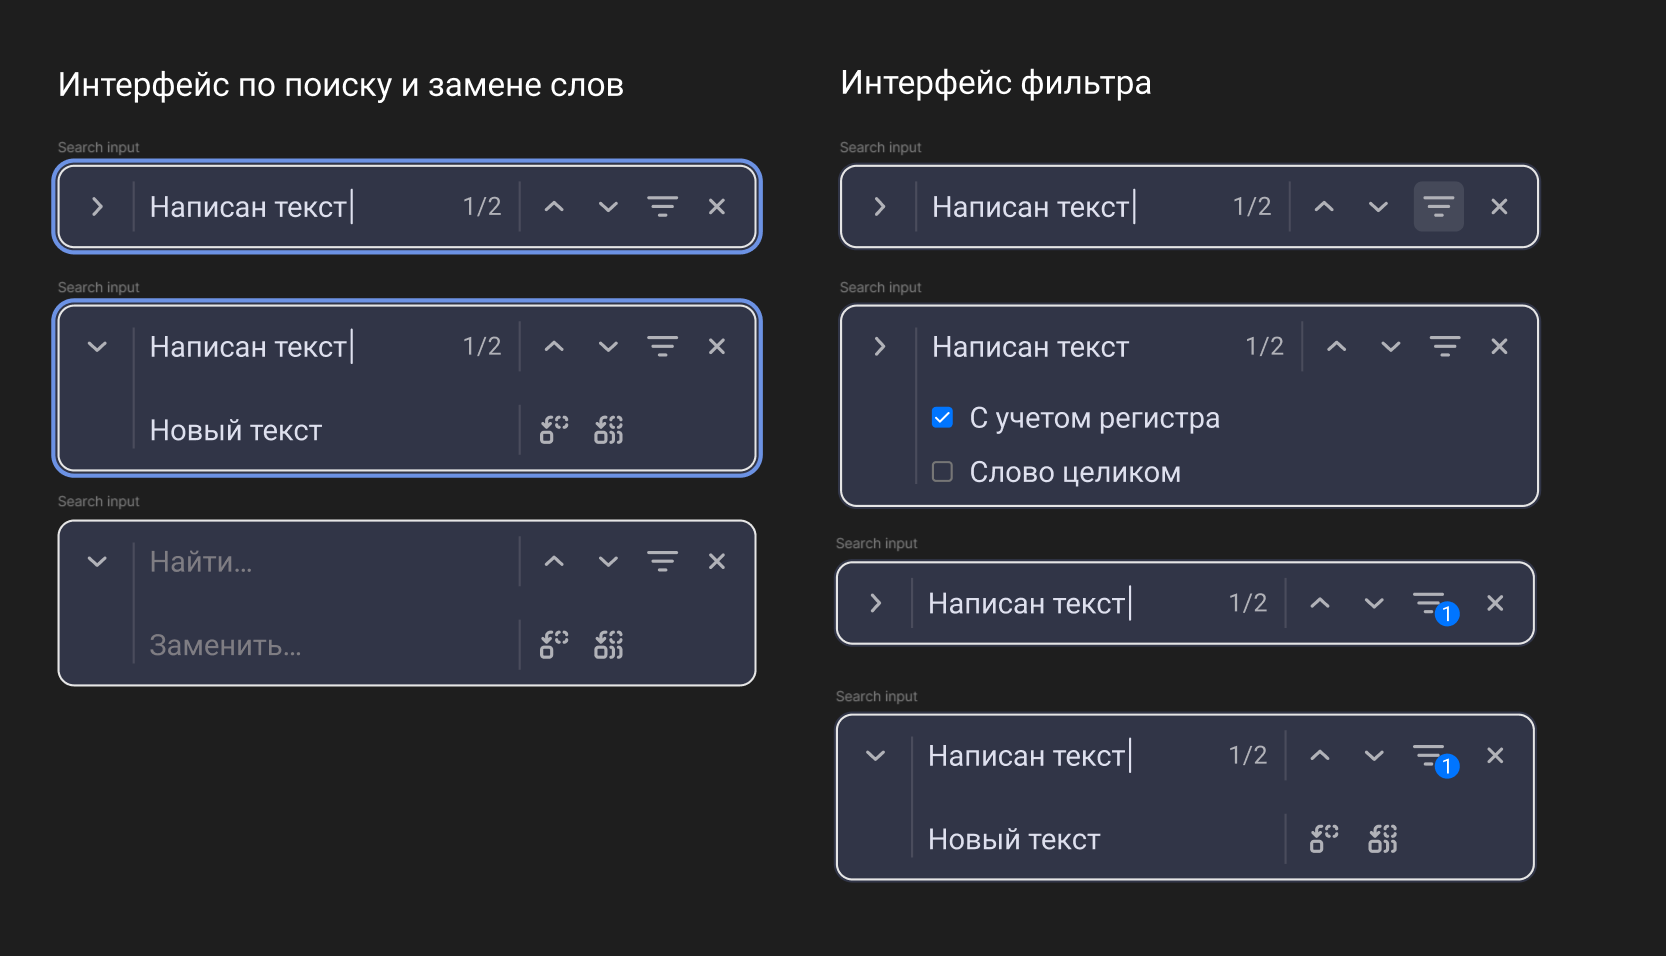 Интерфейс по поиску и замене слов
Search input
Написан текст 1/2
Search input
Написан текст 1/2
Новый текст
Search input
Найти...
Заменить...
Интерфейс фильтра
Search input
Написан текст 1/2
Search input
Написан текст 1/2
С учетом регистра
Слово целиком
Search input
Написан текст 1/2 1
Search input
Написан текст 1/2 1
Новый текст